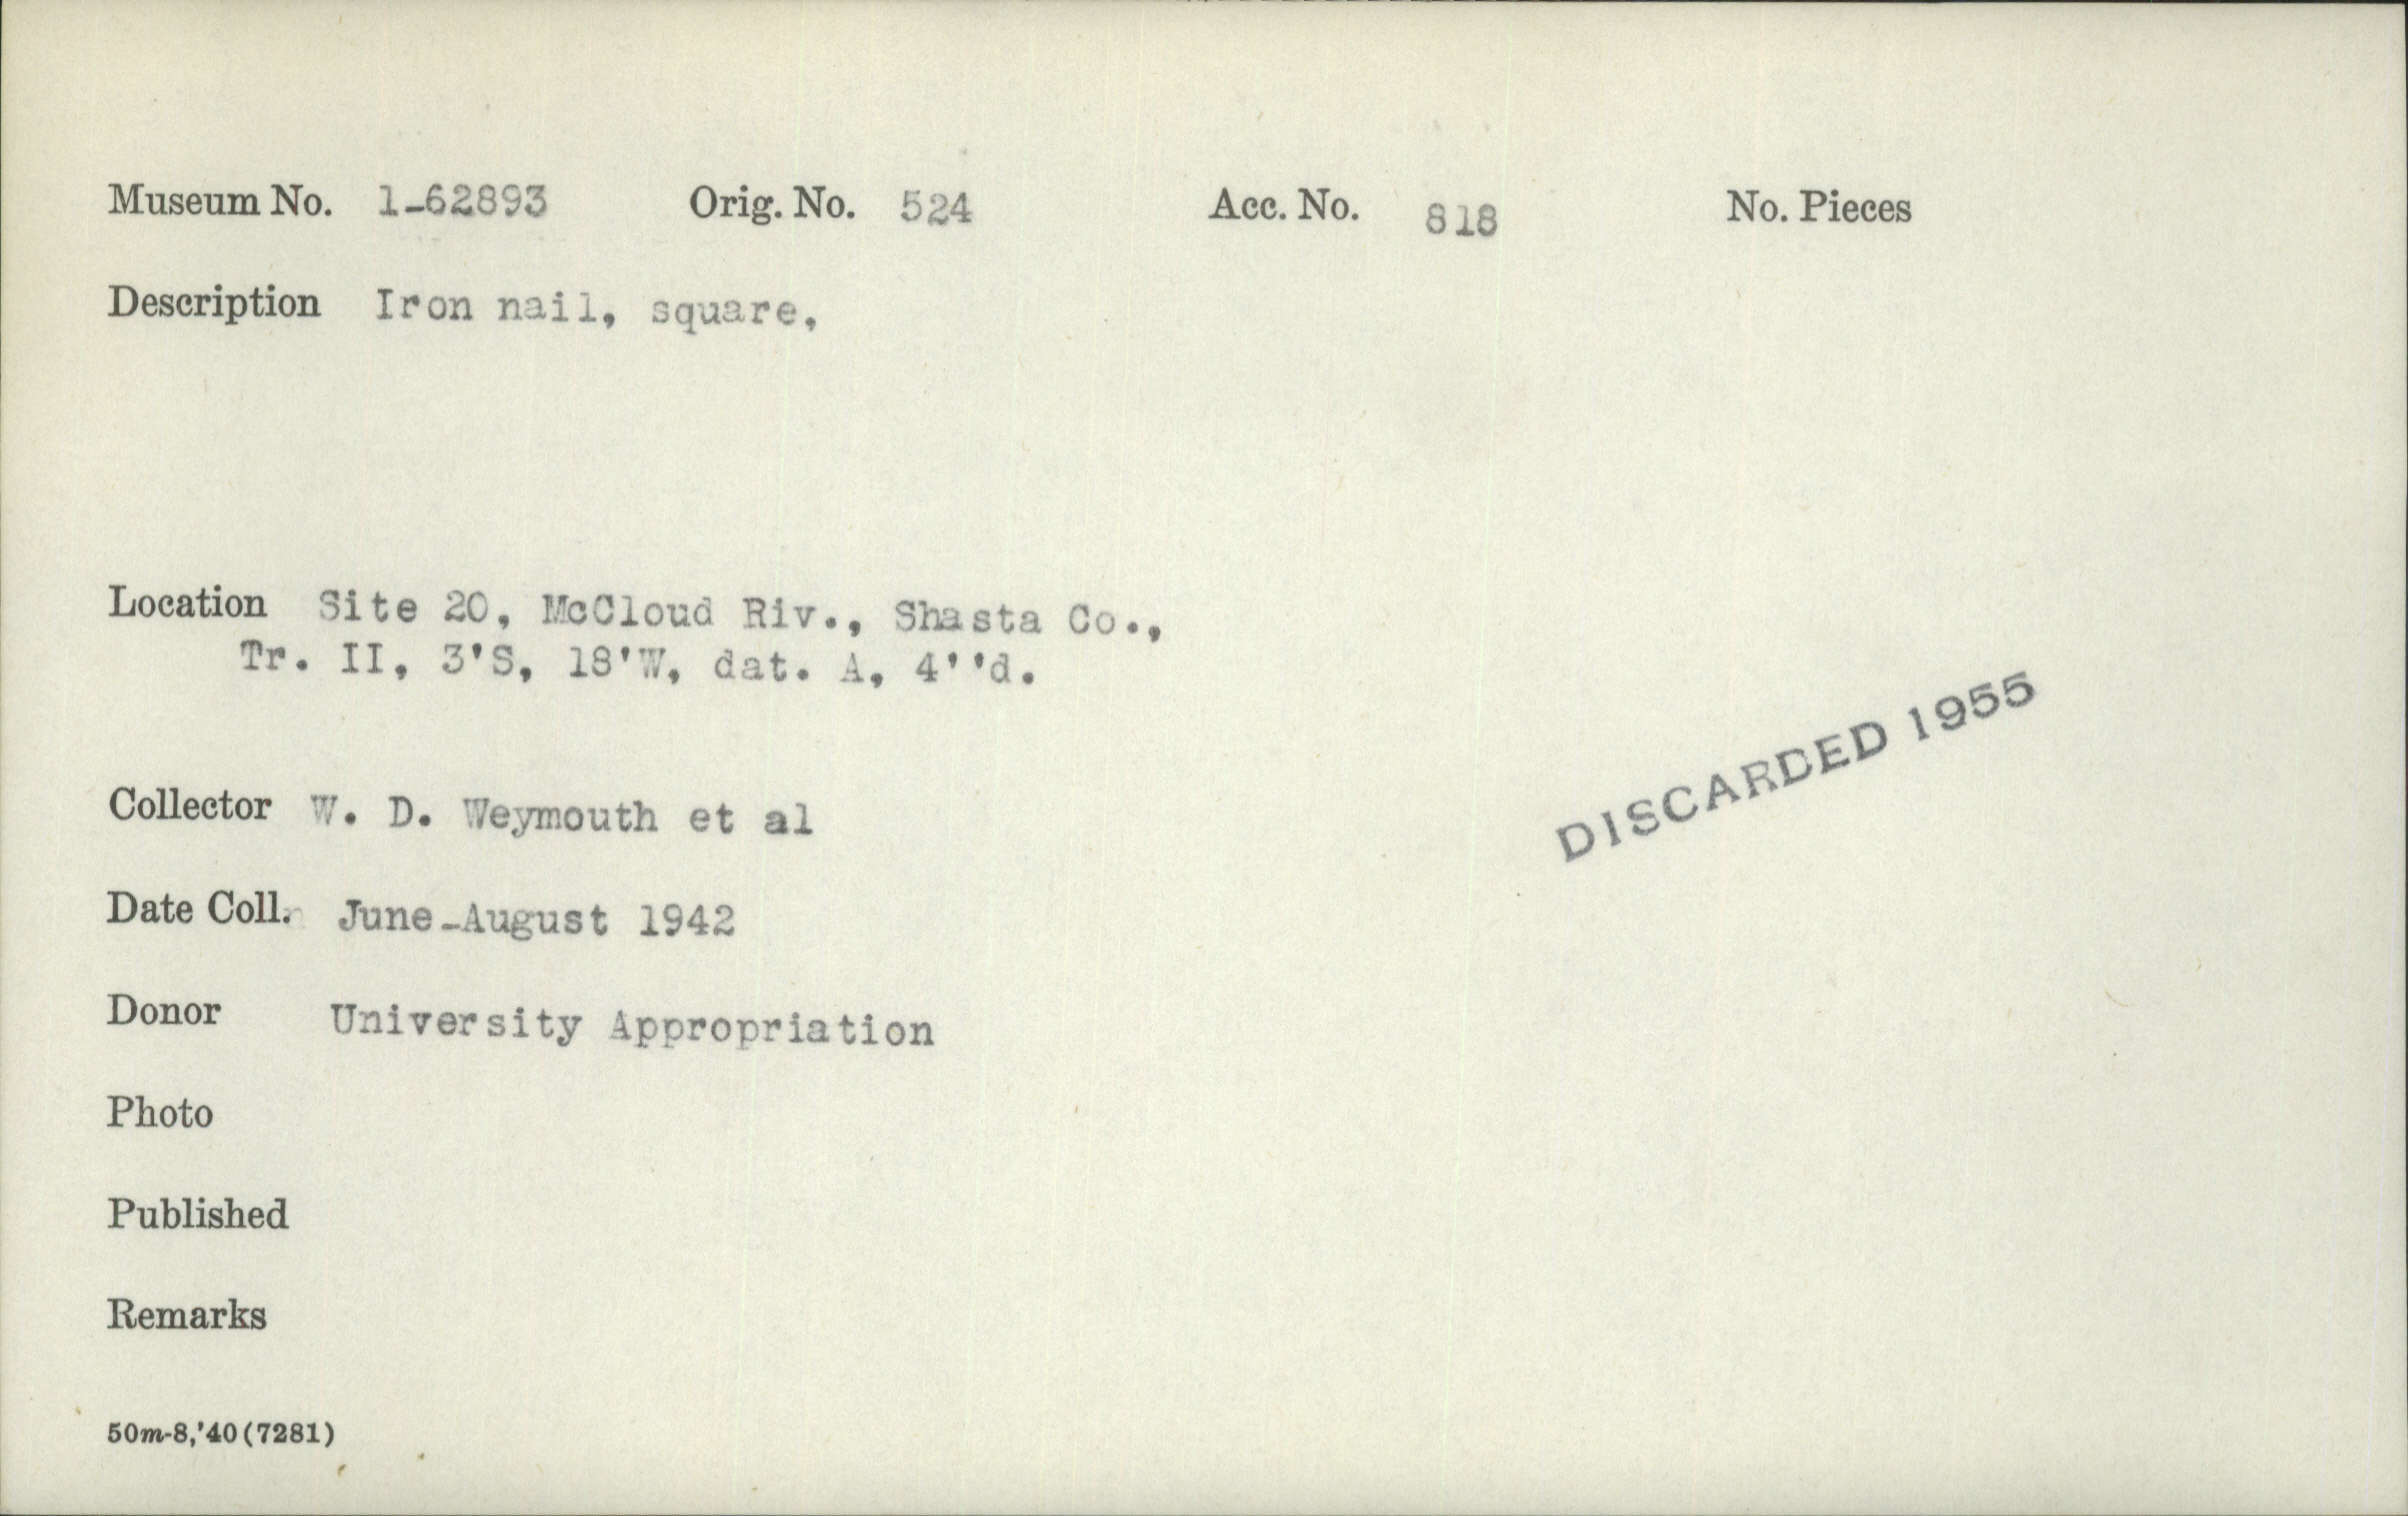 Museum No. 1-62893 Orig. No. 524 Acc. No. 818 No. Pieces
Description Iron nail, square,
Location Site 20, McCloud Riv., Shasta Co.,
Tr. II, 3'S, 18'W, dat. A, 4''d.
DISCARDED 1955
Collector W. D. Weymouth et al
Date Coll. June-August 1942
Donor University Appropriation
Photo
Published
Remarks
50m-8,'40(7281)